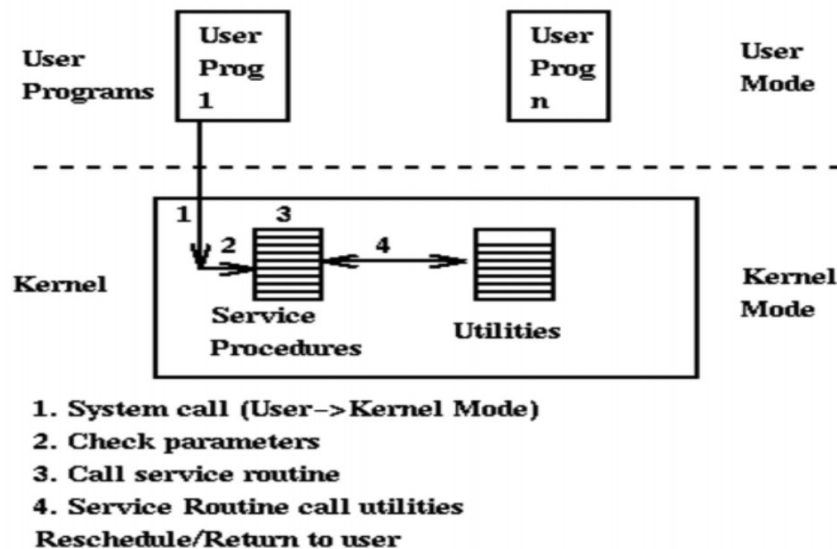 User
Programs
User
Prog
1
User
Prog
n
User
Mode
1
2
3
4
Kernel
Service
Procedures
Utilities
Kernel
Mode
1. System call (User->Kernel Mode)
2. Check parameters
3. Call service routine
4. Service Routine call utilities
Reschedule/Return to user